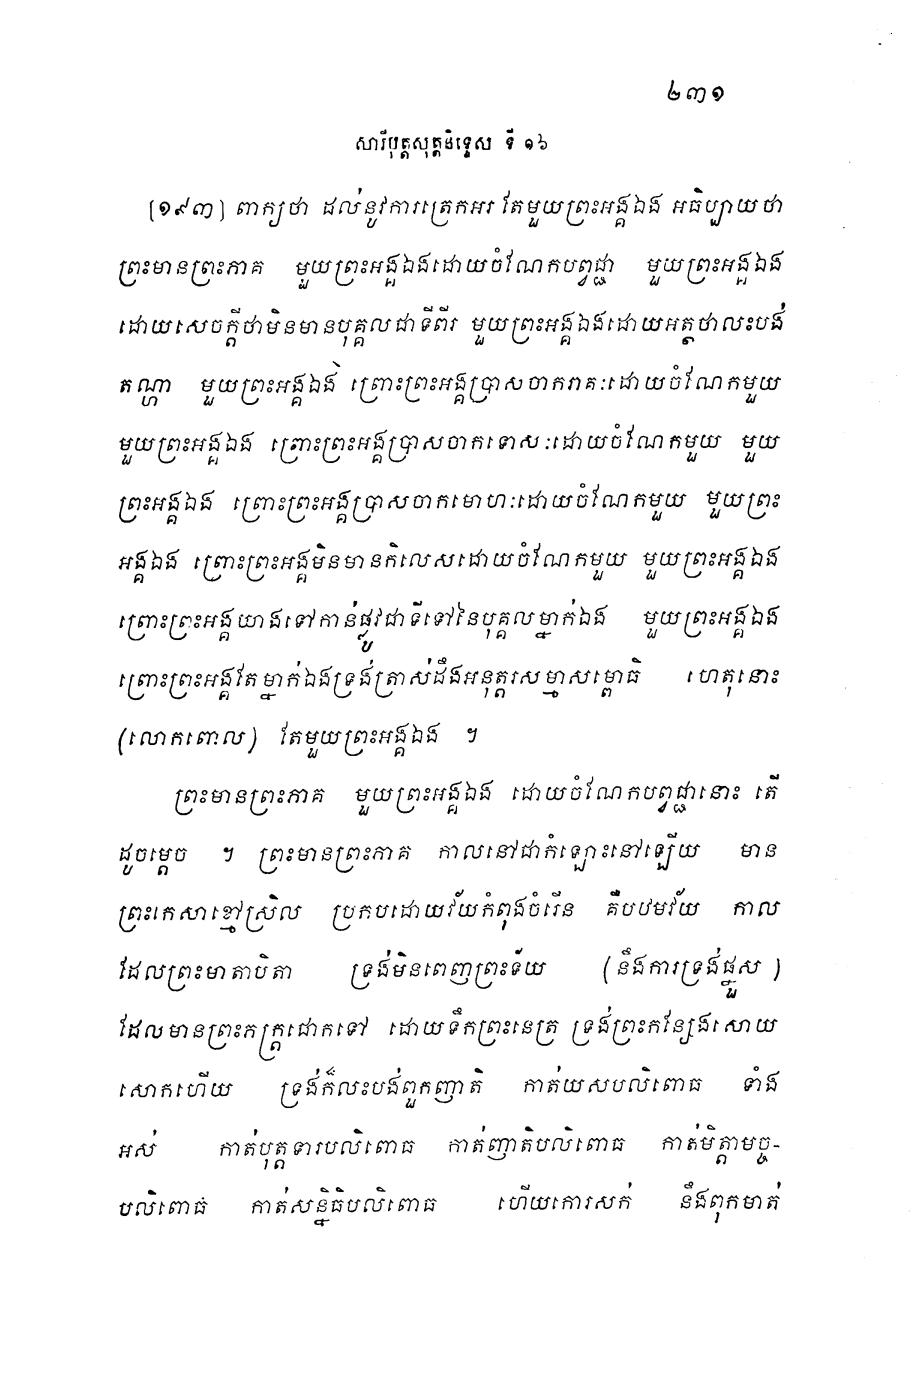 ២៣១
សារីបុត្តសុត្តនិទ្ទេស ទី ១៦
[១៩៣] ពាក្យថា ដល់នូវការត្រេកអរ តែមួយព្រះអង្គឯង អធិប្បាយថា
ព្រះមានព្រះភាគ មួយព្រះអង្គឯងដោយចំណែកបព្វជ្ជា មួយព្រះអង្គឯង
ដោយសេចក្តីថាមិនមានបុគ្គលជាទីពីរ មួយព្រះអង្គឯងដោយអត្ថថាលះបង់
តណ្ហា មួយព្រះអង្គឯង ព្រោះព្រះអង្គប្រាសចាករាគៈដោយចំណែកមួយ
មួយព្រះអង្គឯង ព្រោះព្រះអង្គប្រាសចាកទោសៈដោយចំណែកមួយ មួយ
ព្រះអង្គឯង ព្រោះព្រះអង្គប្រាសចាកមោហៈដោយចំណែកមួយ មួយព្រះ
អង្គឯង ព្រោះព្រះអង្គមិនមានកិលេសដោយចំណែកមួយ មួយព្រះអង្គឯង
ព្រោះព្រះអង្គយាងទៅកាន់ផ្លូវជាទីទៅនៃបុគ្គលម្នាក់ឯង មួយព្រះអង្គឯង
ព្រោះព្រះអង្គតែម្នាក់ឯងទ្រង់ត្រាស់ដឹងអនុត្តរសម្មាសម្ពោធិ ហេតុនោះ
(លោកពោល) តែមួយព្រះអង្គឯង ។
ព្រះមានព្រះភាគ មួយព្រះអង្គឯង ដោយចំណែកបព្វជ្ជានោះ តើ
ដូចម្តេច ។ ព្រះមានព្រះភាគ កាលនៅជាកំឡោះនៅឡើយ មាន
ព្រះកេសាខ្មៅស្រិល ប្រកបដោយវ័យកំពុងចំរើន គឺបឋមវ័យ កាល
ដែលព្រះមាតាបិតា ទ្រង់មិនពេញព្រះទ័យ (នឹងការទ្រង់ផ្នួស)
ដែលមានព្រះភក្ត្រជោកទៅ ដោយទឹកព្រះនេត្រ ទ្រង់ព្រះកន្សែងសោយ
សោកហើយ ទ្រង់ក៏លះបង់ពួកញាតិ កាត់យសបលិពោធ ទាំង
អស់ កាត់បុត្តទារបលិពោធ កាត់ញាតិបលិពោធ កាត់មិត្តាមច្ច-
បលិពោធ កាត់សន្និធិបលិពោធ ហើយកោរសក់ នឹងពុកមាត់